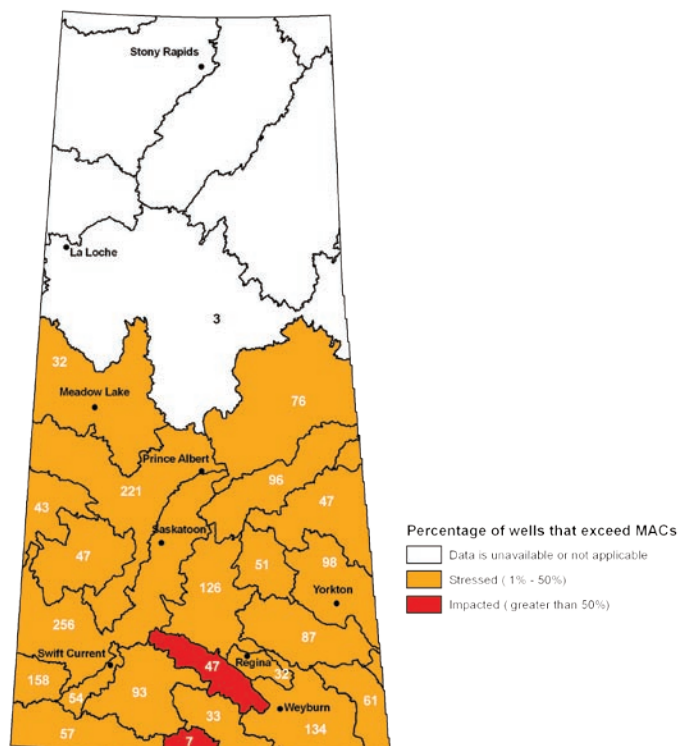 Stony Rapids
La Loche
3
32
Meadow Lake
76
Prince Albert
96
221
47
43
Saskatoon
47
51
98
126
Yorkton
256
87
Swift Current
47
Regina
32
158
93
54
61
33
Weyburn
57
134
7
Percentage of wells that exceed MACs
Data is unavailable or not applicable
Stressed ( 1% - 50%)
Impacted ( greater than 50%)